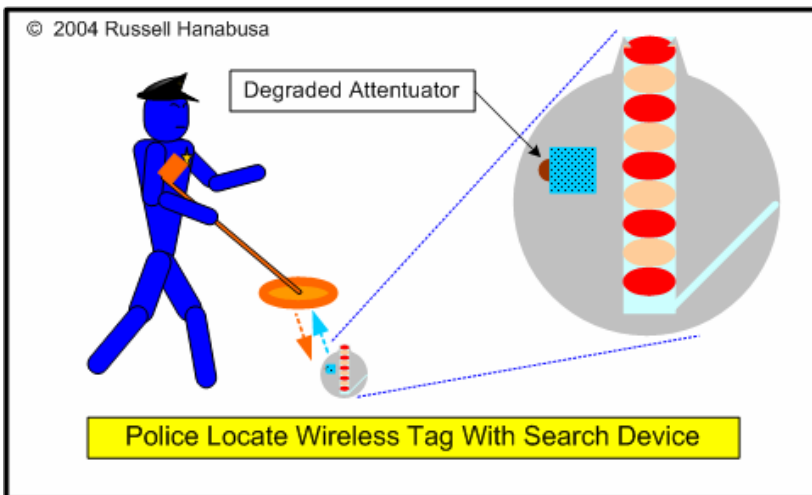 © 2004 Russell Hanabusa
Degraded Attentuator
Police Locate Wireless Tag With Search Device